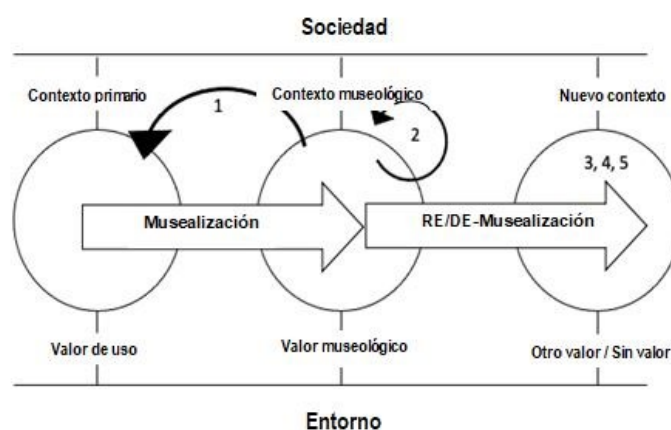 Sociedad
Contexto primario
1
Contexto museológico
Nuevo contexto
2
3, 4, 5
Musealización
RE/DE-Musealización
Valor de uso
Valor museológico
Otro valor / Sin valor
Entorno